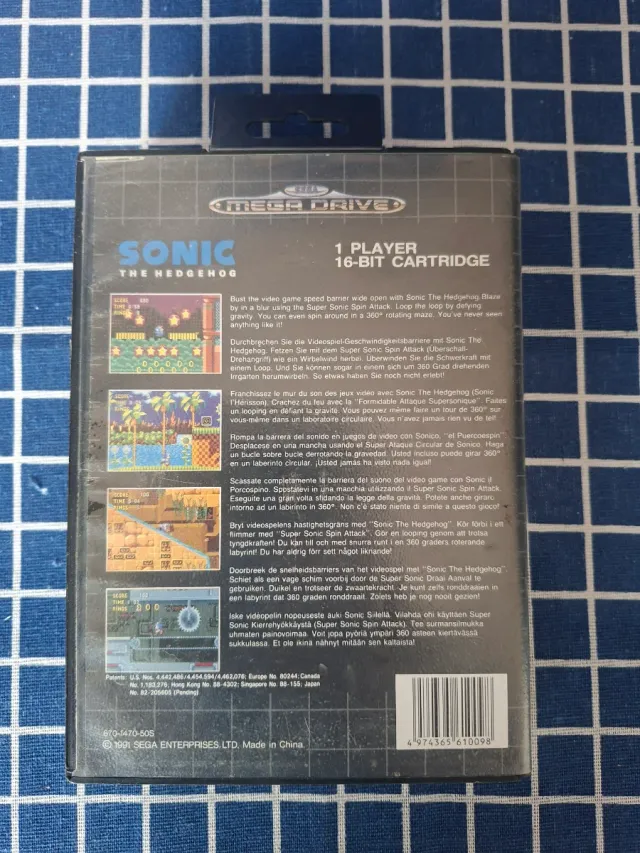 SEGA
MEGA DRIVE
SONIC
THE HEDGEHOG
1 PLAYER
16-BIT CARTRIDGE
Bust the video game speed barrier wide open with Sonic The Hedgehog. Blaze
by in a blur using the Super Sonic Spin Attack. Loop the loop by defying
gravity. You can even spin around in a 360° rotating maze. You've never seen
anything like it!
Durchbrechen Sie die Videospiel-Geschwindigkeitsbarriere mit Sonic The
Hedgehog. Fetzen Sie mit dem Super Sonic Spin Attack (Überschall-
Drehangriff) wie ein Wirbelwind herbei. Überwinden Sie die Schwerkraft mit
einem Loop. Und Sie können sogar in einem sich um 360 Grad drehenden
Irrgarten herumwirbeln. So etwas haben Sie noch nicht erlebt!
Franchissez le mur du son des jeux video avec Sonic The Hedgehog (Sonic
l'Hérisson). Crachez du feu avec la "Formidable Attaque Supersonique". Faites
un looping en défiant la gravité. Vous pouvez même faire un tour de 360° sur
vous-même dans un laboratoire circulaire. Vous n'avez jamais rien vu de tel!
Rompa la barrera del sonido en juegos de video con Sonico, "el Puercoespin".
Desplácese en una mancha usando el Super Ataque Circular de Sonico. Haga
un bucle sobre bucle derrotando la gravedad. Usted incluso puede girar 360°
en un laberinto circular. ¡Usted jamás ha visto nada igual!
Scassate completamente la barriera del suono dei video game con Sonic il
Porcospino. Spostatevi in una macchia utilizzando il Super Sonic Spin Attack.
Eseguite una gran volta sfidando la legge della gravità. Potete anche girare
intorno ad un labirinto in 360°. Non c'è stato niente di simile a questo gioco!
Bryt videospelens hastighetsgräns med "Sonic The Hedgehog". Kör förbi i ett
flimmer med "Super Sonic Spin Attack". Gör en looping genom att trotsa
tyngdkraften! Du kan till och med snurra runt i en 360 graders roterande
labyrint! Du har aldrig förr sett något liknande!
Doorbreek de snelheidsbarriers van het videospel met "Sonic The Hedgehog".
Schiet als een vage schim voorbij door de Super Sonic Draai Aanval te
gebruiken. Duikel en trotseer de zwaartekracht. Je kunt zelfs ronddraaien in
een labyrint dat 360 graden ronddraait. Zoiets heb je nog nooit gezien!
Iske videopelin nopeuseste auki Sonic Siilellä. Vilahda ohi käyttäen Super
Sonic Kierrehyökkäystä (Super Sonic Spin Attack). Tee surmansilmukka
uhmaten painovoimaa. Voit jopa pyöriä ympäri 360 asteen kiertävässä
sukkulassa. Et ole ikinä nähnyt mitään sen kaltaista!
Patents: U.S. Nos. 4,442,486/4,454,594/4,462,076; Europe No. 80244; Canada
No. 1,183,276; Hong Kong No. 88-4302; Singapore No. 88-155; Japan
No. 82-205605 (Pending)
670-1470-50S
© 1991 SEGA ENTERPRISES LTD. Made in China.
4 974365 610098